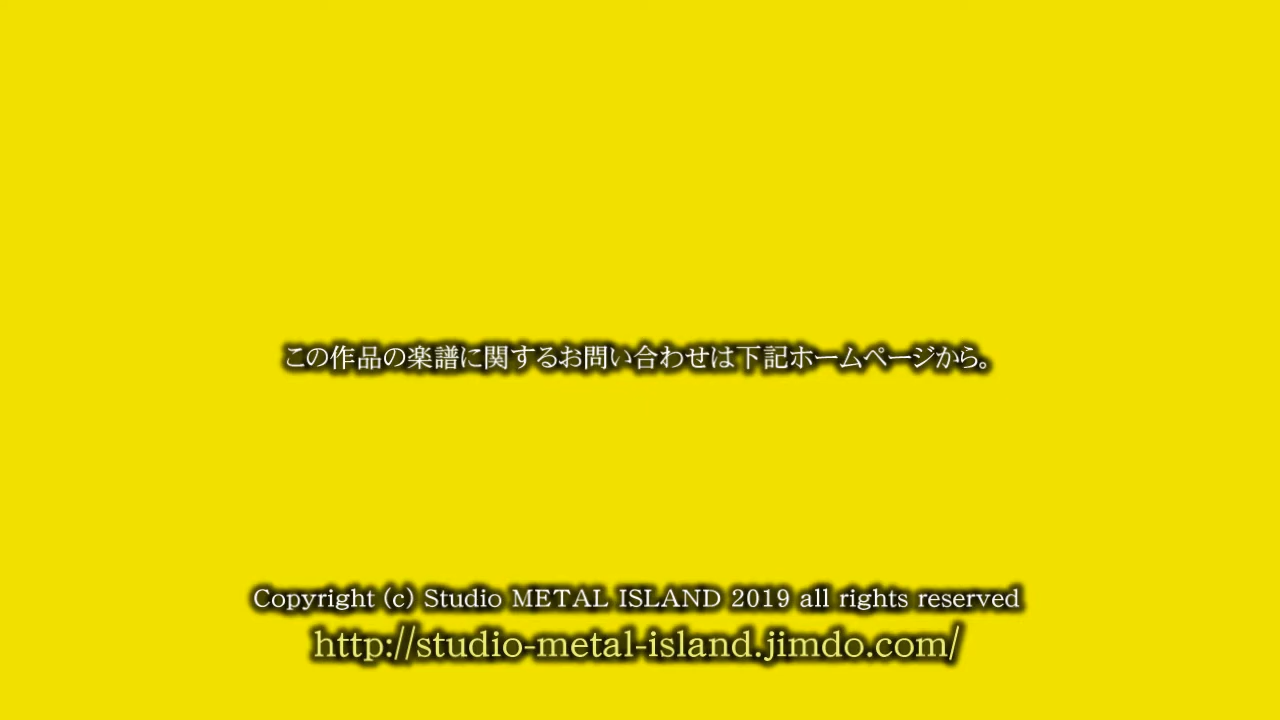 この作品の楽譜に関するお問い合わせは下記ホームページから。
Copyright (c) Studio METAL ISLAND 2019 all rights reserved
http://studio-metal-island.jimdo.com/